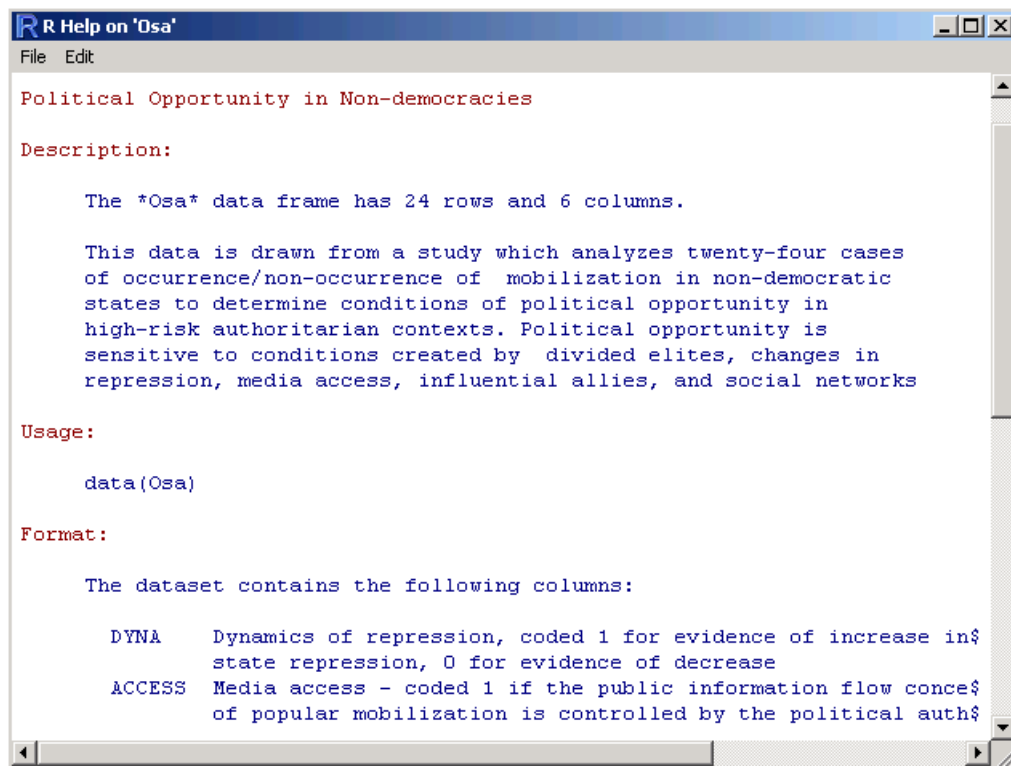 R R Help on 'Osa'
File Edit
Political Opportunity in Non-democracies
Description:
The *Osa* data frame has 24 rows and 6 columns.
This data is drawn from a study which analyzes twenty-four cases
of occurrence/non-occurrence of  mobilization in non-democratic
states to determine conditions of political opportunity in
high-risk authoritarian contexts. Political opportunity is
sensitive to conditions created by  divided elites, changes in
repression, media access, influential allies, and social networks
Usage:
data(Osa)
Format:
The dataset contains the following columns:
DYNA Dynamics of repression, coded 1 for evidence of increase in$
state repression, 0 for evidence of decrease
ACCESS Media access - coded 1 if the public information flow conce$
of popular mobilization is controlled by the political auth$